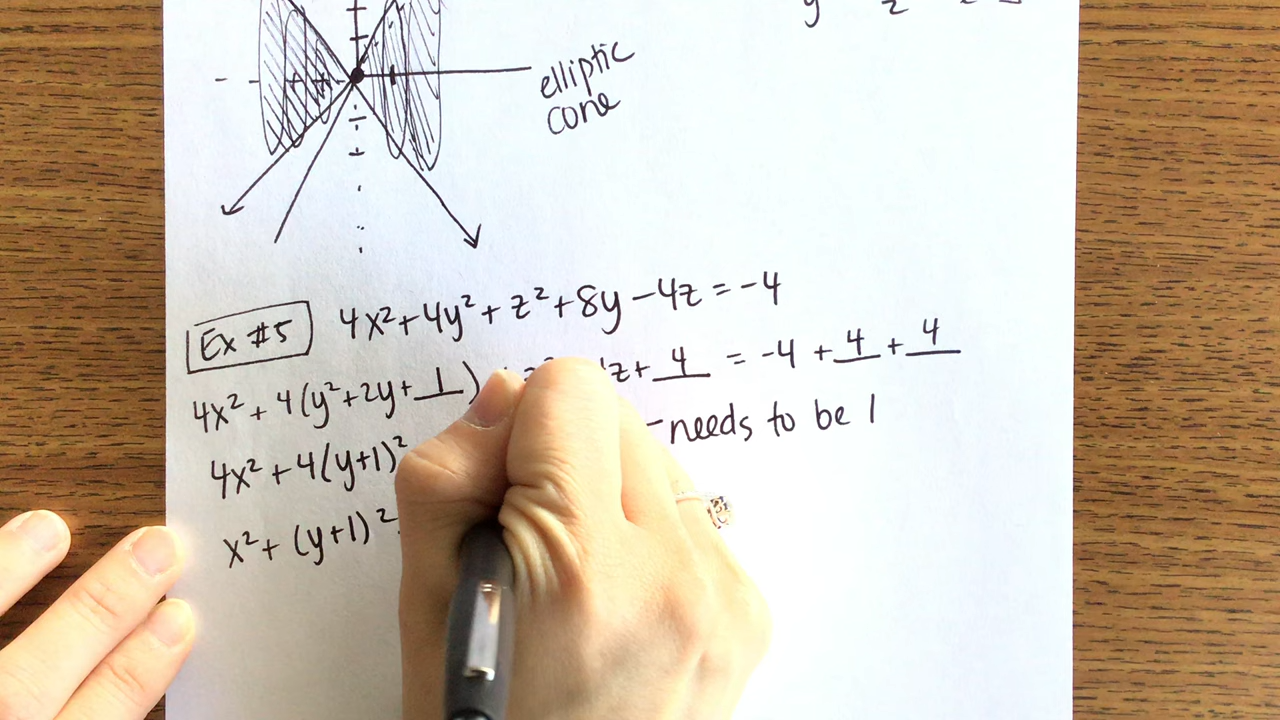 elliptic
cone
Ex #5
4x² + 4y² + z² + 8y − 4z = −4
4x² + 4(y² + 2y + 1) z + 4 = −4 + 4 + 4
4x² + 4(y+1)² needs to be 1
x² + (y+1)²